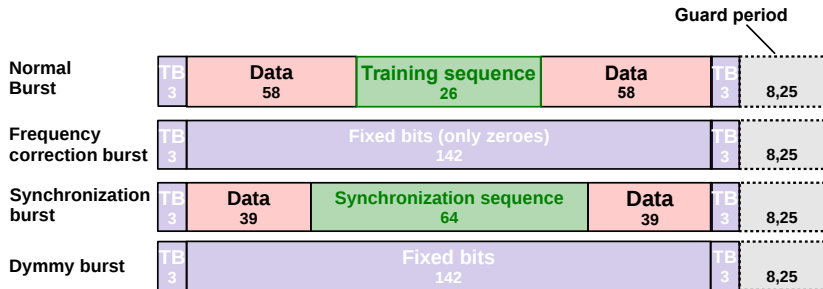 Guard period
Normal
Burst
TB
3
Data
58
Training sequence
26
Data
58
TB
3
8,25
Frequency
correction burst
TB
3
Fixed bits (only zeroes)
142
TB
3
8,25
Synchronization
burst
TB
3
Data
39
Synchronization sequence
64
Data
39
TB
3
8,25
Dymmy burst
TB
3
Fixed bits
142
TB
3
8,25